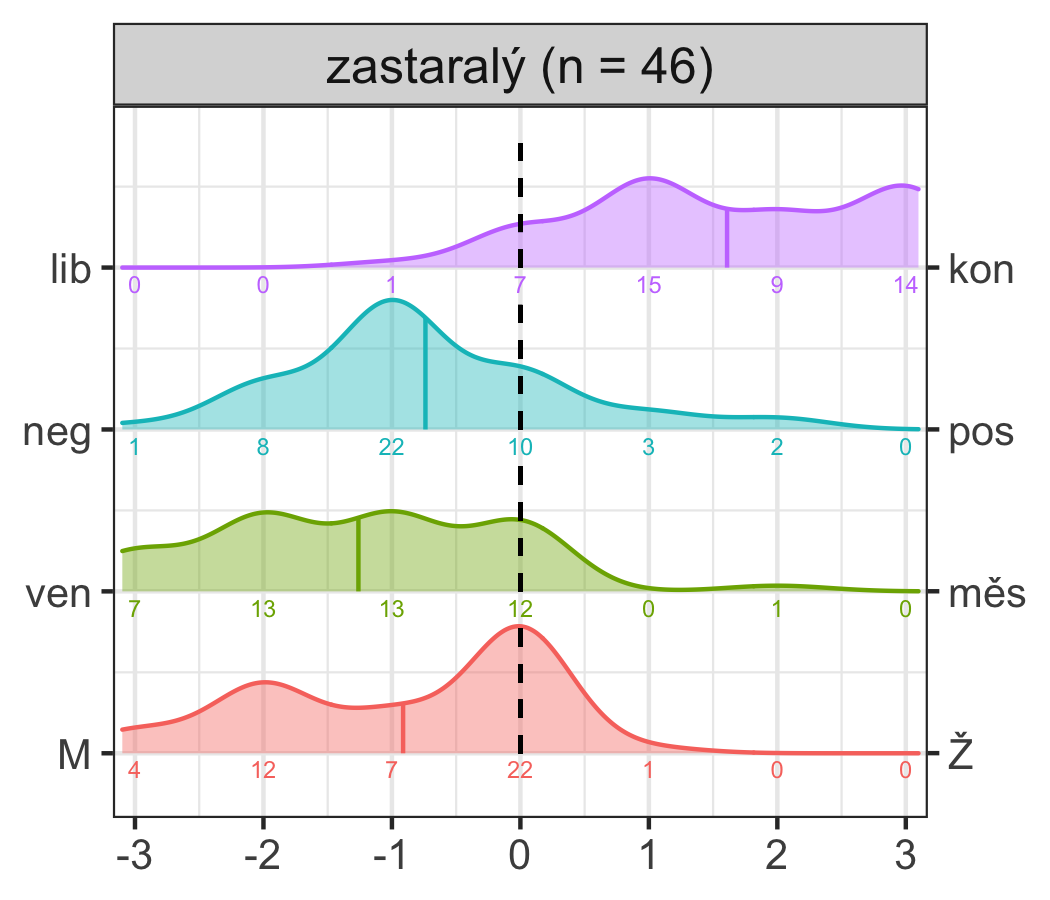 zastaralý (n = 46)
lib kon
0 0 1 7 15 9 14
neg pos
1 8 22 10 3 2 0
ven měs
7 13 13 12 0 1 0
M Ž
4 12 7 22 1 0 0
-3 -2 -1 0 1 2 3